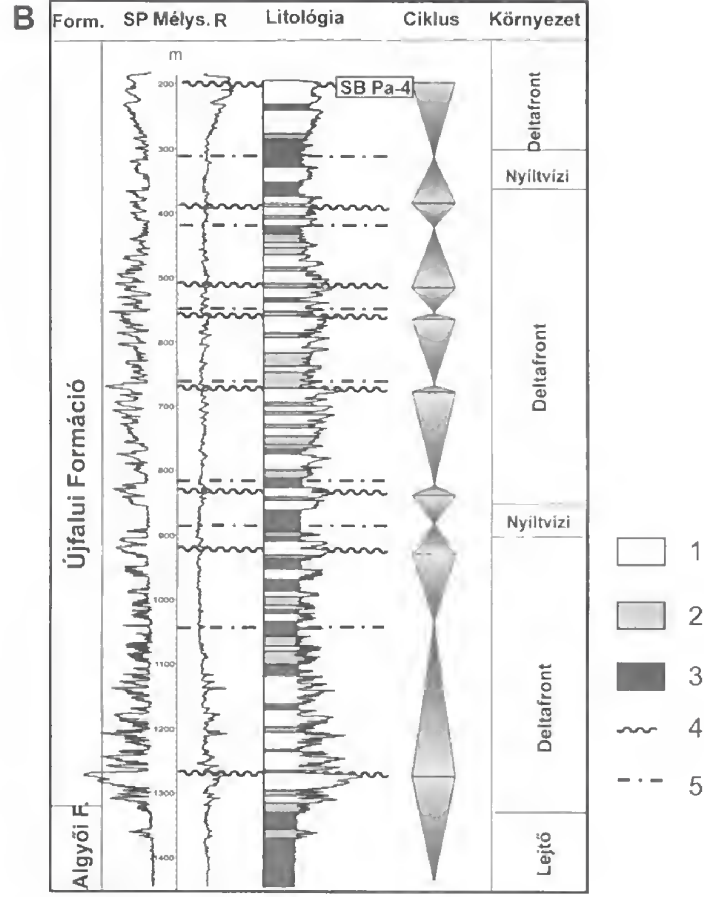 B
Form. SP Mélys. R Litológia Ciklus Környezet
m
200
SB Pa-4
300
400
500
600
700
800
900
1000
1100
1200
1300
1400
Újfalui Formáció
Algyői F.
Deltafront
Nyíltvízi
Deltafront
Nyíltvízi
Deltafront
Lejtő
1
2
3
4
5